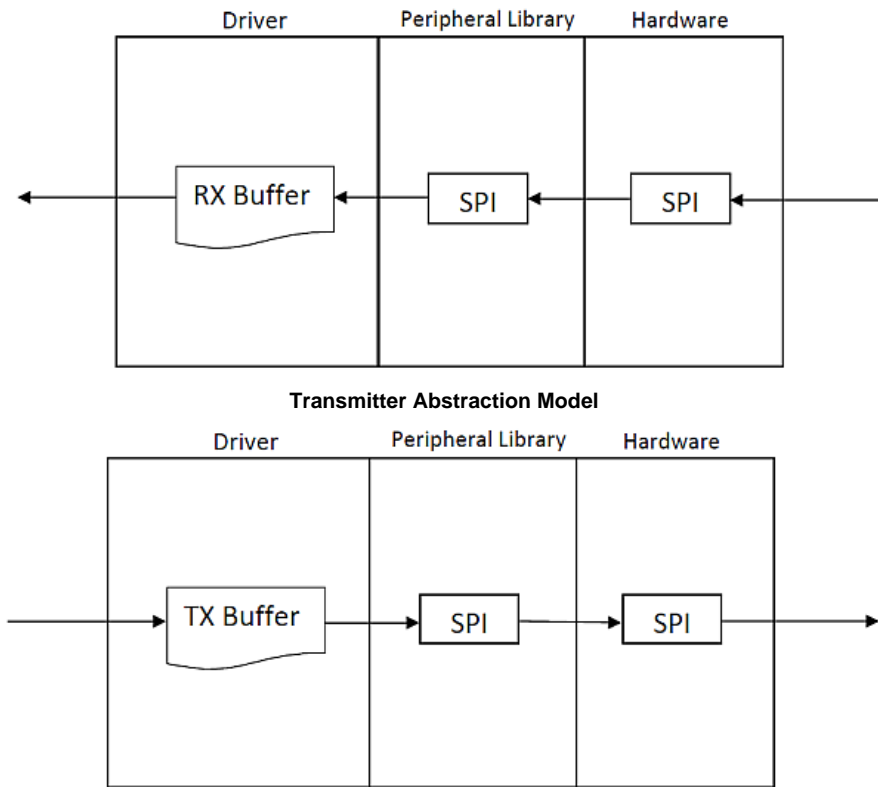 Driver Peripheral Library Hardware
RX Buffer SPI SPI
Transmitter Abstraction Model
Driver Peripheral Library Hardware
TX Buffer SPI SPI